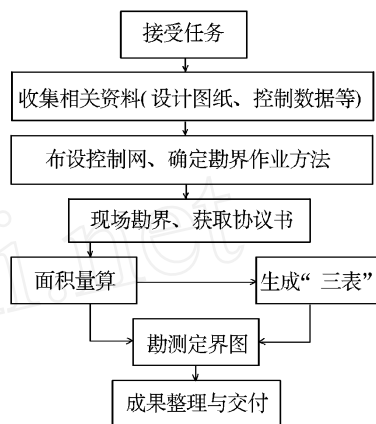 接受任务
收集相关资料(设计图纸、控制数据等)
布设控制网、确定勘界作业方法
现场勘界、获取协议书
面积量算
生成“三表”
勘测定界图
成果整理与交付